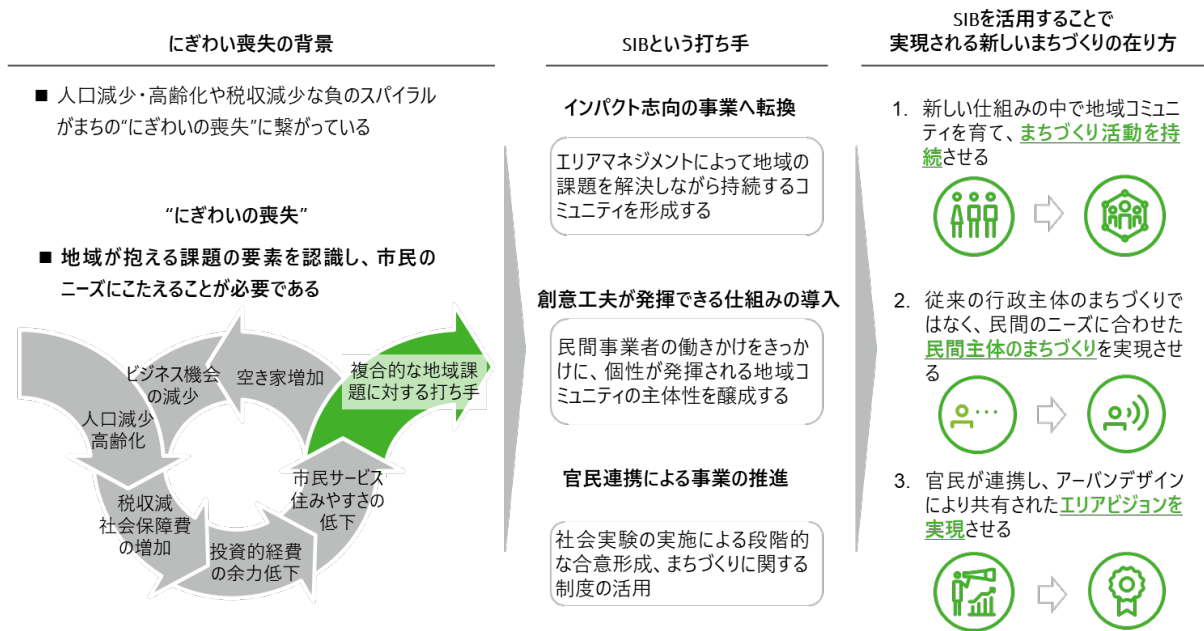 にぎわい喪失の背景
■ 人口減少・高齢化や税収減少な負のスパイラル
がまちの“にぎわいの喪失”に繋がっている
“にぎわいの喪失”
■ 地域が抱える課題の要素を認識し、市民の
ニーズにこたえることが必要である
人口減少
高齢化
税収減
社会保障費
の増加
投資的経費
の余力低下
市民サービス
住みやすさの
低下
空き家増加
ビジネス機会
の減少
複合的な地域課
題に対する打ち手
SIBという打ち手
インパクト志向の事業へ転換
エリアマネジメントによって地域の
課題を解決しながら持続するコ
ミュニティを形成する
創意工夫が発揮できる仕組みの導入
民間事業者の働きかけをきっか
けに、個性が発揮される地域コ
ミュニティの主体性を醸成する
官民連携による事業の推進
社会実験の実施による段階的
な合意形成、まちづくりに関する
制度の活用
SIBを活用することで
実現される新しいまちづくりの在り方
1. 新しい仕組みの中で地域コミュニ
ティを育て、まちづくり活動を持
続させる
2. 従来の行政主体のまちづくりで
はなく、民間のニーズに合わせた
民間主体のまちづくりを実現させ
る
3. 官民が連携し、アーバンデザイン
により共有されたエリアビジョンを
実現させる